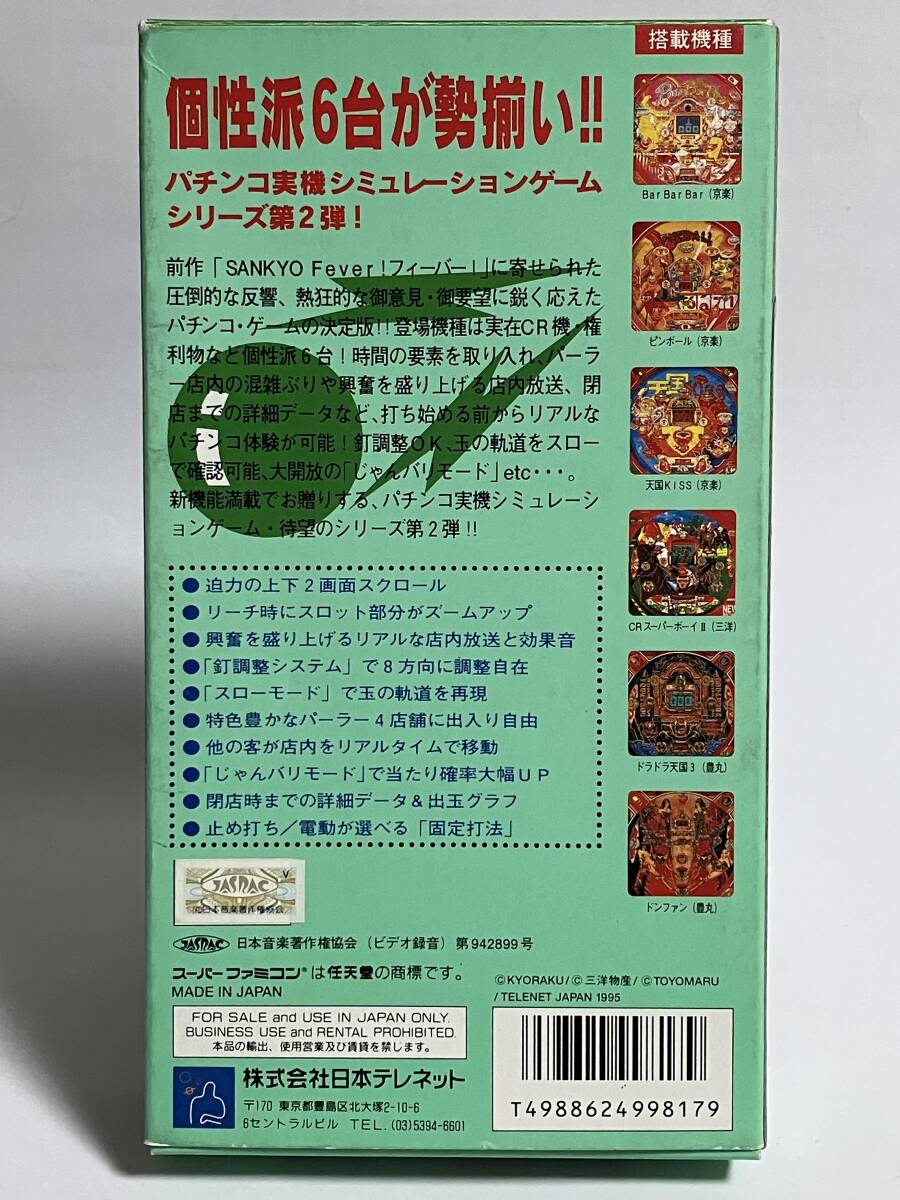 個性派6台が勢揃い!!
パチンコ実機シミュレーションゲーム
シリーズ第2弾!
前作「SANKYO Fever!フィーバー!」に寄せられた
圧倒的な反響、熱狂的な御意見・御要望に鋭く応えた
パチンコ・ゲームの決定版!!登場機種は実在CR機・権
利物など個性派6台!時間の要素を取り入れ、パーラ
ー店内の混雑ぶりや興奮を盛り上げる店内放送、閉
店までの詳細データなど、打ち始める前からリアルな
パチンコ体験が可能!釘調整OK、玉の軌道をスロー
で確認可能、大開放の「じゃんバリモード」etc・・・。
新機能満載でお贈りする、パチンコ実機シミュレーシ
ョンゲーム・待望のシリーズ第2弾!!
●迫力の上下2画面スクロール
●リーチ時にスロット部分がズームアップ
●興奮を盛り上げるリアルな店内放送と効果音
●「釘調整システム」で8方向に調整自在
●「スローモード」で玉の軌道を再現
●特色豊かなパーラー4店舗に出入り自由
●他の客が店内をリアルタイムで移動
●「じゃんバリモード」で当たり確率大幅UP
●閉店時までの詳細データ&出玉グラフ
●止め打ち/電動が選べる「固定打法」
搭載機種
Bar Bar Bar (京楽)
ピンボール (京楽)
天国KISS (京楽)
NEW
CRスーパーボーイII (三洋)
ドラドラ天国3 (豊丸)
ドンファン (豊丸)
V
JASRAC
日本音楽著作権協会
JASRAC 日本音楽著作権協会 (ビデオ録音) 第942899号
スーパーファミコン®は任天堂の商標です。
MADE IN JAPAN
FOR SALE and USE IN JAPAN ONLY.
BUSINESS USE and RENTAL PROHIBITED.
本品の輸出、使用営業及び賃貸を禁じます。
株式会社日本テレネット
〒170 東京都豊島区北大塚2-10-6
6セントラルビル TEL. (03)5394-6601
©KYORAKU/©三洋物産/©TOYOMARU
/TELENET JAPAN 1995
T4988624998179